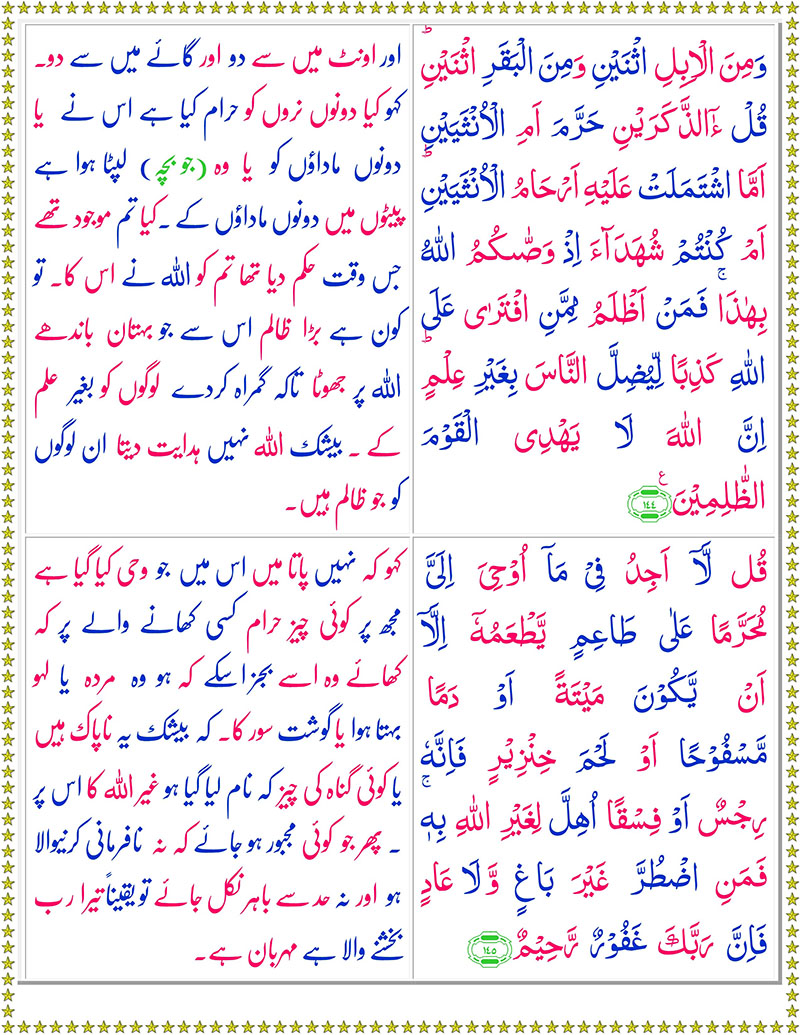 وَمِنَ الْاِبِلِ اثْنَيْنِ وَمِنَ الْبَقَرِ اثْنَيْنِ ؕ
قُلْ ءٰٓالذَّكَرَيْنِ حَرَّمَ اَمِ الْاُنْثَيَيْنِ
اَمَّا اشْتَمَلَتْ عَلَيْهِ اَرْحَامُ الْاُنْثَيَيْنِ ؕ
اَمْ كُنْتُمْ شُهَدَآءَ اِذْ وَصّٰٮكُمُ اللّٰهُ
بِهٰذَا ۚ فَمَنْ اَظْلَمُ مِمَّنِ افْتَرٰى عَلَى
اللّٰهِ كَذِبًا لِّيُضِلَّ النَّاسَ بِغَيْرِ عِلْمٍ ؕ
اِنَّ اللّٰهَ لَا يَهْدِى الْقَوْمَ
الظّٰلِمِيْنَ ع ۱۴۴
اور اونٹ میں سے دو اور گائے میں سے دو۔
کہو کیا دونوں نروں کو حرام کیا ہے اس نے یا
دونوں ماداؤں کو یا وہ (جو بچہ) لپٹا ہوا ہے
پیٹوں میں دونوں ماداؤں کے ۔کیا تم موجود تھے
جس وقت حکم دیا تھا تم کو اللہ نے اس کا۔ تو
کون ہے بڑا ظالم اس سے جو بہتان باندھے
اللہ پر جھوٹا تاکہ گمراہ کردے لوگوں کو بغیر علم
کے ۔ بیشک اللہ نہیں ہدایت دیتا ان لوگوں
کو جو ظالم ہیں۔
قُل لَّاۤ اَجِدُ فِىْ مَاۤ اُوْحِىَ اِلَىَّ
مُحَرَّمًا عَلٰى طَاعِمٍ يَّطْعَمُهٗۤ اِلَّاۤ
اَنْ يَّكُوْنَ مَيْتَةً اَوْ دَمًا
مَّسْفُوْحًا اَوْ لَحْمَ خِنْزِيْرٍ فَاِنَّهٗ
رِجْسٌ اَوْ فِسْقًا اُهِلَّ لِغَيْرِ اللّٰهِ بِهٖ ۚ
فَمَنِ اضْطُرَّ غَيْرَ بَاغٍ وَّلَا عَادٍ
فَاِنَّ رَبَّكَ غَفُوْرٌ رَّحِيْمٌ ۱۴۵
کہو کہ نہیں پاتا میں اس میں جو وحی کیا گیا ہے
مجھ پر کوئی چیز حرام کسی کھانے والے پر کہ
کھائے وہ اسے بجز اسکے کہ ہو وہ مردہ یا لہو
بہتا ہوا یا گوشت سور کا۔ کہ بیشک یہ ناپاک ہیں
یا کوئی گناہ کی چیز کہ نام لیا گیا ہو غیر اللہ کا اس پر
۔ پھر جو کوئی مجبور ہو جائے کہ نہ نافرمانی کرنیوالا
ہو اور نہ حد سے باہر نکل جائے تو یقیناً تیرا رب
بخشنے والا ہے مہربان ہے۔